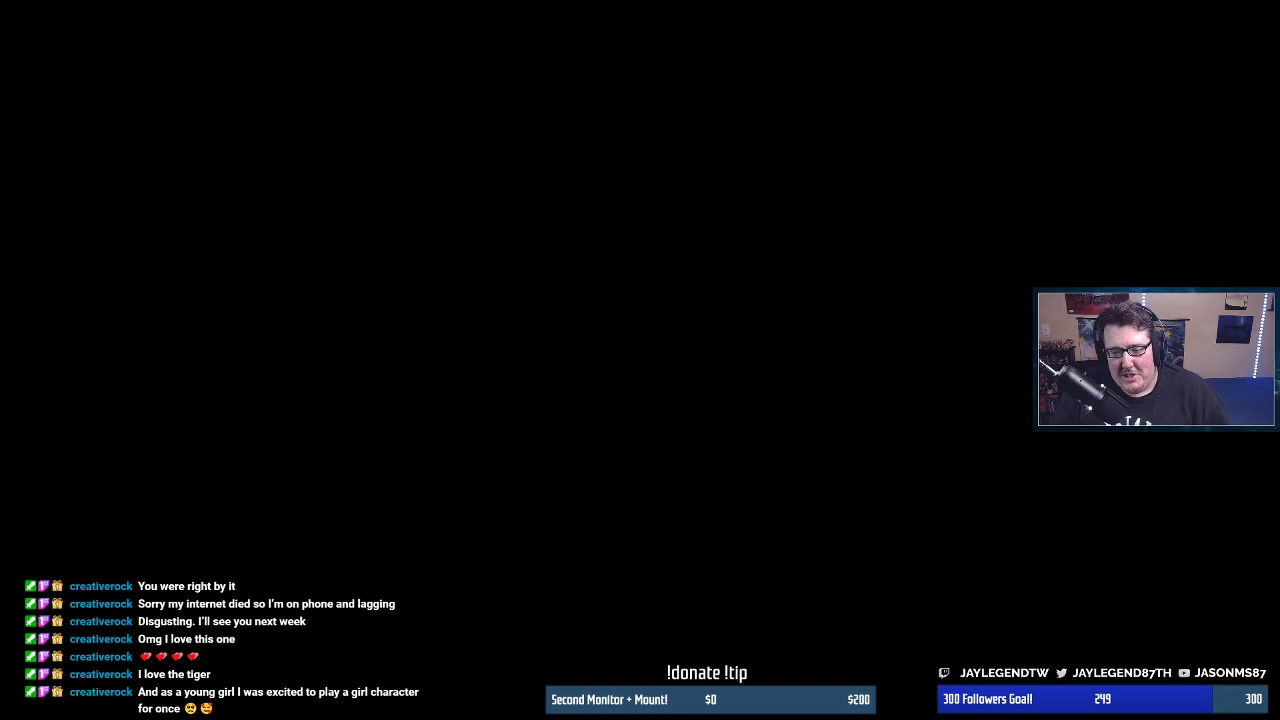 creativerock You were right by it
creativerock Sorry my internet died so I'm on phone and lagging
creativerock Disgusting. I'll see you next week
creativerock Omg I love this one
creativerock 💔 💔 💔 💔
creativerock I love the tiger
creativerock And as a young girl I was excited to play a girl character
for once 🥺 🥰
!donate !tip
Second Monitor + Mount! $0 $200
JAYLEGENDTW JAYLEGEND87TH JASONMS87
300 Followers Goal! 249 300